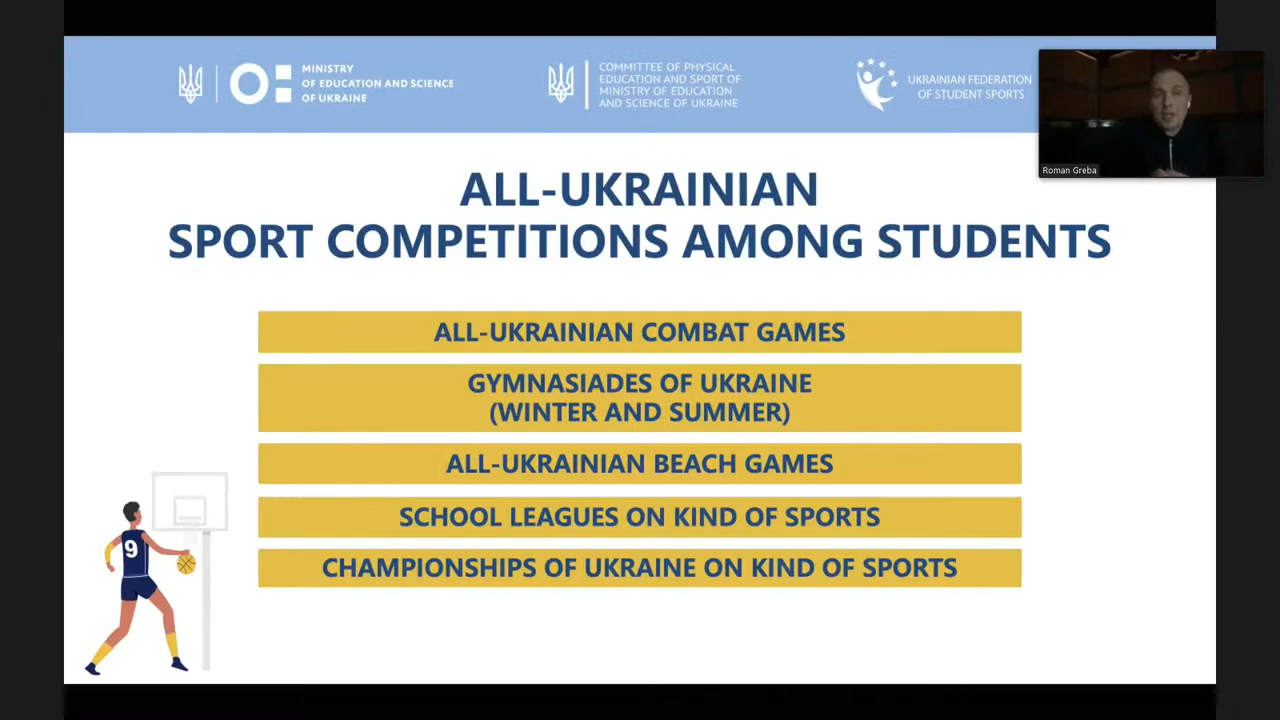 MINISTRY
OF EDUCATION AND SCIENCE
OF UKRAINE
COMMITTEE OF PHYSICAL
EDUCATION AND SPORT OF
MINISTRY OF EDUCATION
AND SCIENCE OF UKRAINE
UKRAINIAN FEDERATION
OF STUDENT SPORTS
Roman Greba
ALL-UKRAINIAN
SPORT COMPETITIONS AMONG STUDENTS
ALL-UKRAINIAN COMBAT GAMES
GYMNASIADES OF UKRAINE
(WINTER AND SUMMER)
ALL-UKRAINIAN BEACH GAMES
SCHOOL LEAGUES ON KIND OF SPORTS
CHAMPIONSHIPS OF UKRAINE ON KIND OF SPORTS
9